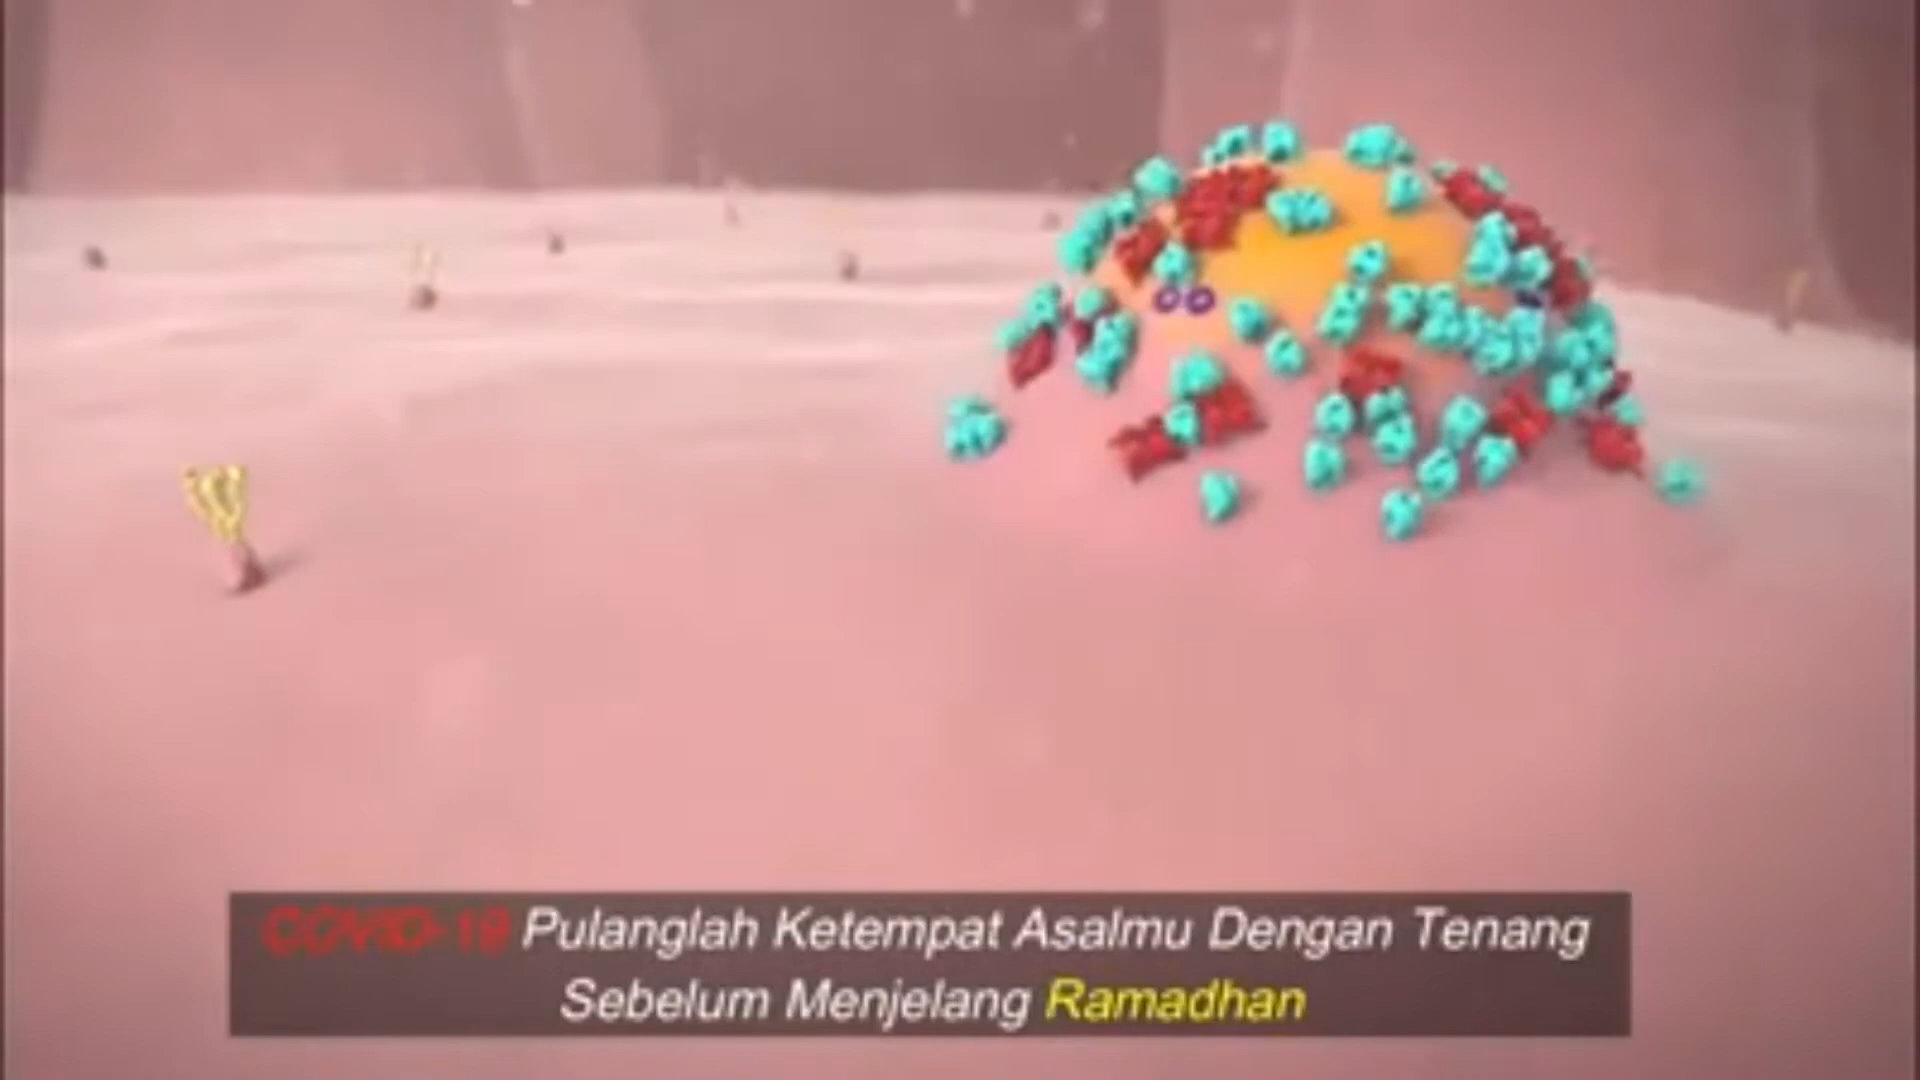 COVID-19 Pulanglah Ketempat Asalmu Dengan Tenang
Sebelum Menjelang Ramadhan